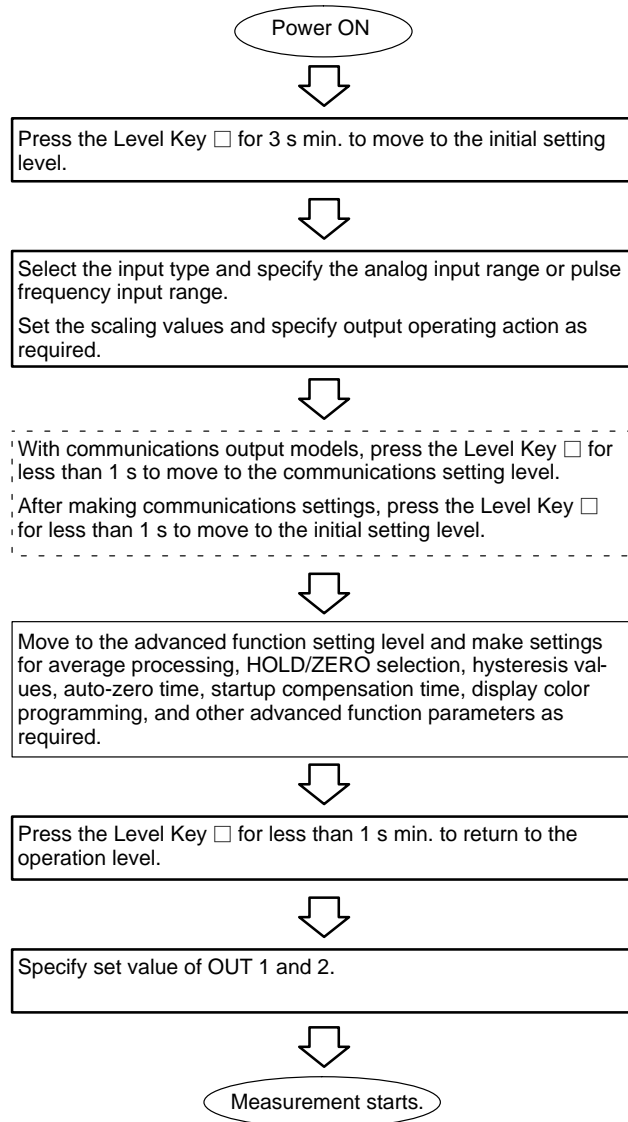 Power ON
Press the Level Key □ for 3 s min. to move to the initial setting
level.
Select the input type and specify the analog input range or pulse
frequency input range.
Set the scaling values and specify output operating action as
required.
With communications output models, press the Level Key □ for
less than 1 s to move to the communications setting level.
After making communications settings, press the Level Key □
for less than 1 s to move to the initial setting level.
Move to the advanced function setting level and make settings
for average processing, HOLD/ZERO selection, hysteresis val-
ues, auto-zero time, startup compensation time, display color
programming, and other advanced function parameters as
required.
Press the Level Key □ for less than 1 s min. to return to the
operation level.
Specify set value of OUT 1 and 2.
Measurement starts.